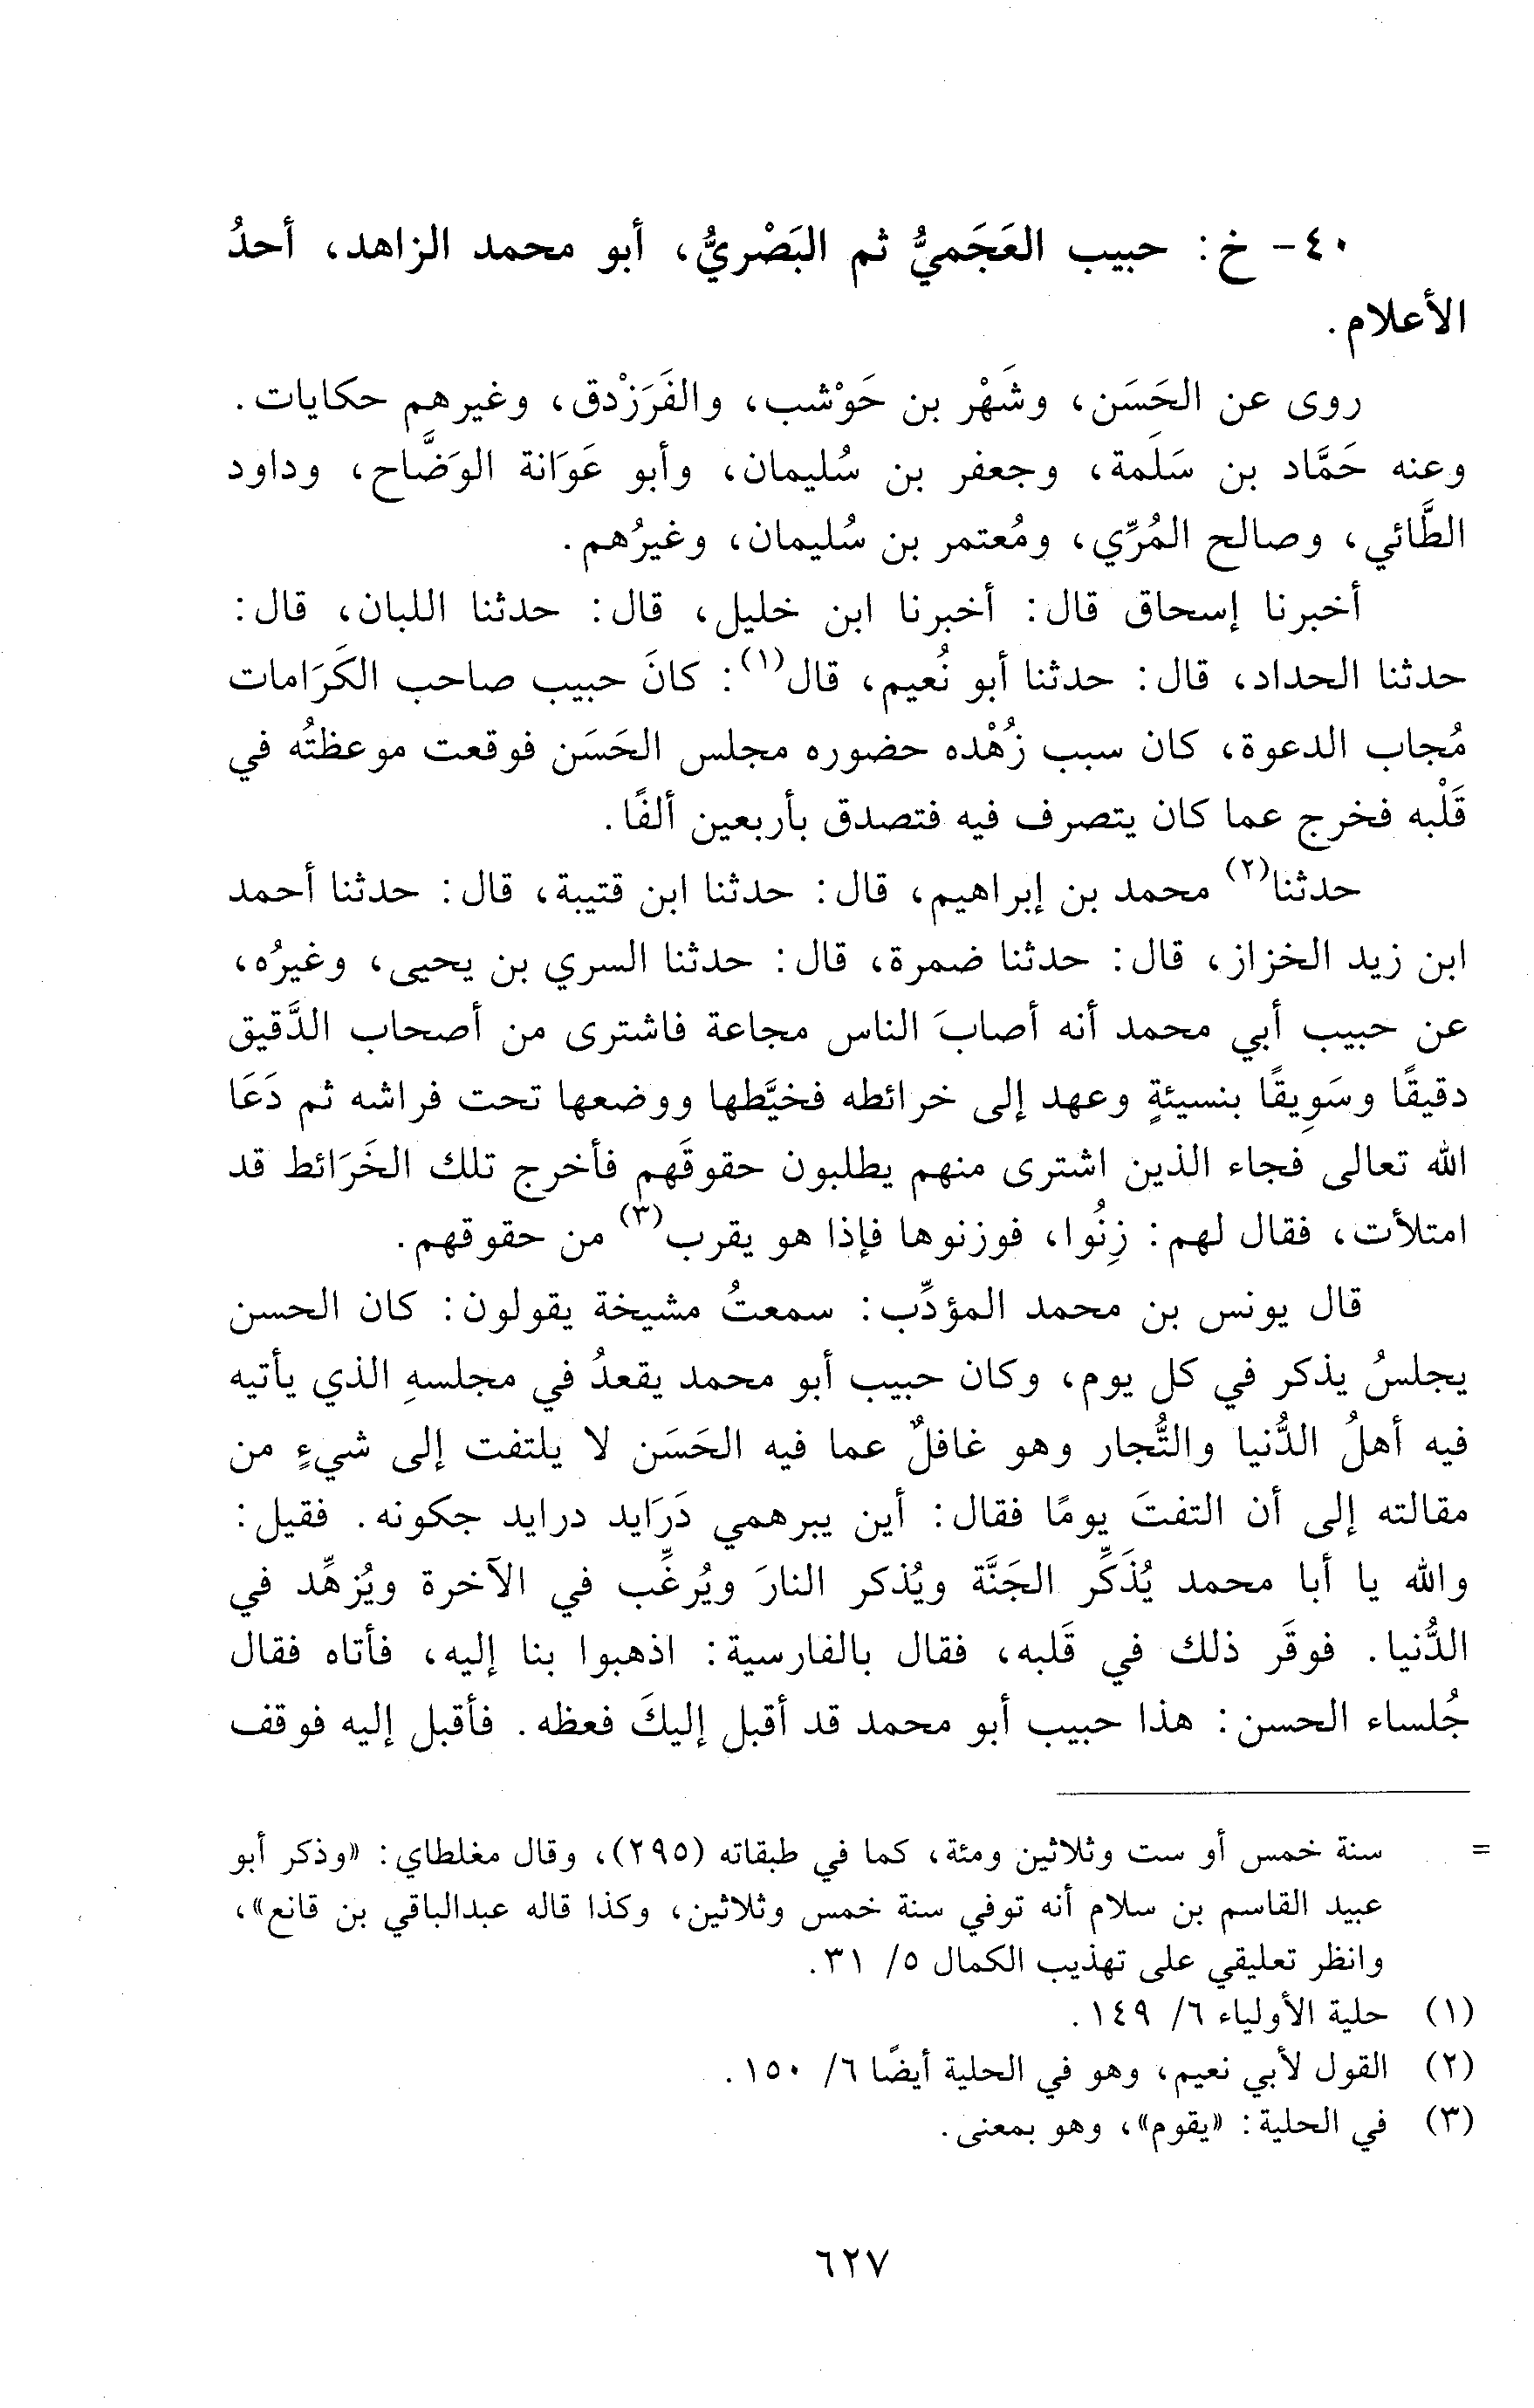 ٤٠- خ: حبيب العَجَميُّ ثم البَصْريُّ، أبو محمد الزاهد، أحدُ
الأعلام.
روى عن الحَسَن، وشَهْر بن حَوْشب، والفَرَزْدق، وغيرهم حكايات.
وعنه حَمَّاد بن سَلَمة، وجعفر بن سُليمان، وأبو عَوَانة الوَضَّاح، وداود
الطَّائي، وصالح المُرِّي، ومُعتمر بن سُليمان، وغيرُهم.
أخبرنا إسحاق قال: أخبرنا ابن خليل، قال: حدثنا اللبان، قال:
حدثنا الحداد، قال: حدثنا أبو نُعيم، قال(١): كانَ حبيب صاحب الكَرَامات
مُجاب الدعوة، كان سبب زُهْده حضوره مجلس الحَسَن فوقعت موعظتُه في
قَلْبه فخرج عما كان يتصرف فيه فتصدق بأربعين ألفًا.
حدثنا(٢) محمد بن إبراهيم، قال: حدثنا ابن قتيبة، قال: حدثنا أحمد
ابن زيد الخزاز، قال: حدثنا ضمرة، قال: حدثنا السري بن يحيى، وغيرُه،
عن حبيب أبي محمد أنه أصابَ الناس مجاعة فاشترى من أصحاب الدَّقيق
دقيقًا وسَوِيقًا بنسيئةٍ وعهد إلى خرائطه فخيَّطها ووضعها تحت فراشه ثم دَعَا
الله تعالى فجاء الذين اشترى منهم يطلبون حقوقَهم فأخرج تلك الخَرَائط قد
امتلأت، فقال لهم: زِنُوا، فوزنوها فإذا هو يقرب(٣) من حقوقهم.
قال يونس بن محمد المؤدِّب: سمعتُ مشيخة يقولون: كان الحسن
يجلسُ يذكر في كل يوم، وكان حبيب أبو محمد يقعدُ في مجلسهِ الذي يأتيه
فيه أهلُ الدُّنيا والتُّجار وهو غافلٌ عما فيه الحَسَن لا يلتفت إلى شيءٍ من
مقالته إلى أن التفتَ يومًا فقال: أين يبرهمي دَرَايد درايد جكونه. فقيل:
والله يا أبا محمد يُذَكِّر الجَنَّة ويُذكر النارَ ويُرغِّب في الآخرة ويُزهِّد في
الدُّنيا. فوقَر ذلك في قَلبه، فقال بالفارسية: اذهبوا بنا إليه، فأتاه فقال
جُلساء الحسن: هذا حبيب أبو محمد قد أقبل إليكَ فعظه. فأقبل إليه فوقف
= سنة خمس أو ست وثلاثين ومئة، كما في طبقاته (٢٩٥)، وقال مغلطاي: «وذكر أبو
عبيد القاسم بن سلام أنه توفي سنة خمس وثلاثين، وكذا قاله عبدالباقي بن قانع»،
وانظر تعليقي على تهذيب الكمال ٥/ ٣١.
(١) حلية الأولياء ٦/ ١٤٩.
(٢) القول لأبي نعيم، وهو في الحلية أيضًا ٦/ ١٥٠.
(٣) في الحلية: «يقوم»، وهو بمعنى.
٦٢٧